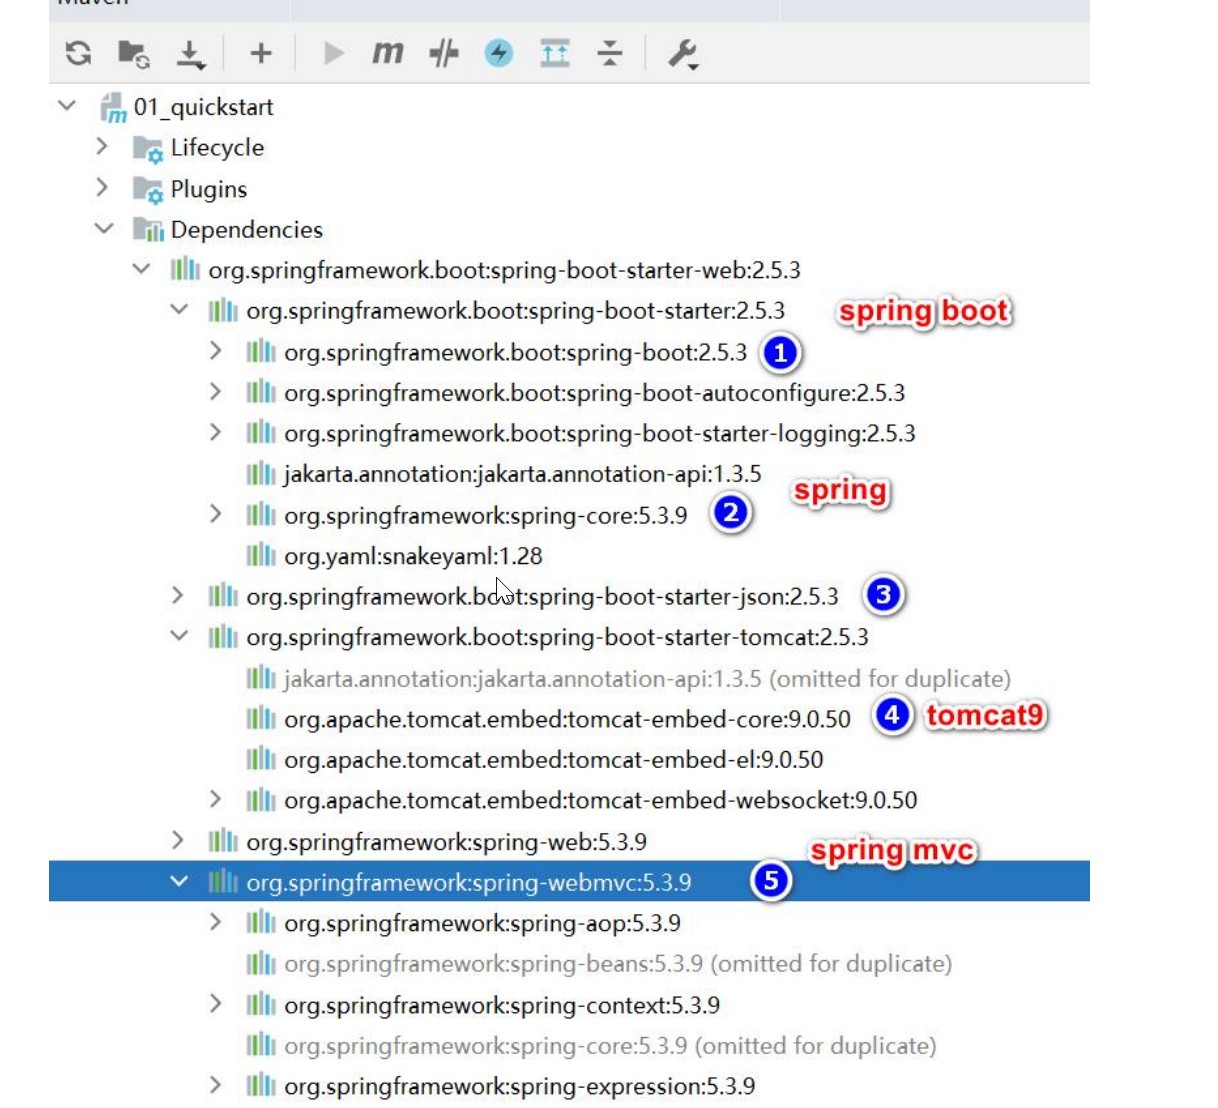 Maven
m
01_quickstart
Lifecycle
Plugins
Dependencies
org.springframework.boot:spring-boot-starter-web:2.5.3
org.springframework.boot:spring-boot-starter:2.5.3 spring boot
org.springframework.boot:spring-boot:2.5.3 1
org.springframework.boot:spring-boot-autoconfigure:2.5.3
org.springframework.boot:spring-boot-starter-logging:2.5.3
jakarta.annotation:jakarta.annotation-api:1.3.5
spring
org.springframework:spring-core:5.3.9 2
org.yaml:snakeyaml:1.28
org.springframework.boot:spring-boot-starter-json:2.5.3 3
org.springframework.boot:spring-boot-starter-tomcat:2.5.3
jakarta.annotation:jakarta.annotation-api:1.3.5 (omitted for duplicate)
org.apache.tomcat.embed:tomcat-embed-core:9.0.50 4 tomcat9
org.apache.tomcat.embed:tomcat-embed-el:9.0.50
org.apache.tomcat.embed:tomcat-embed-websocket:9.0.50
org.springframework:spring-web:5.3.9
spring mvc
org.springframework:spring-webmvc:5.3.9 5
org.springframework:spring-aop:5.3.9
org.springframework:spring-beans:5.3.9 (omitted for duplicate)
org.springframework:spring-context:5.3.9
org.springframework:spring-core:5.3.9 (omitted for duplicate)
org.springframework:spring-expression:5.3.9